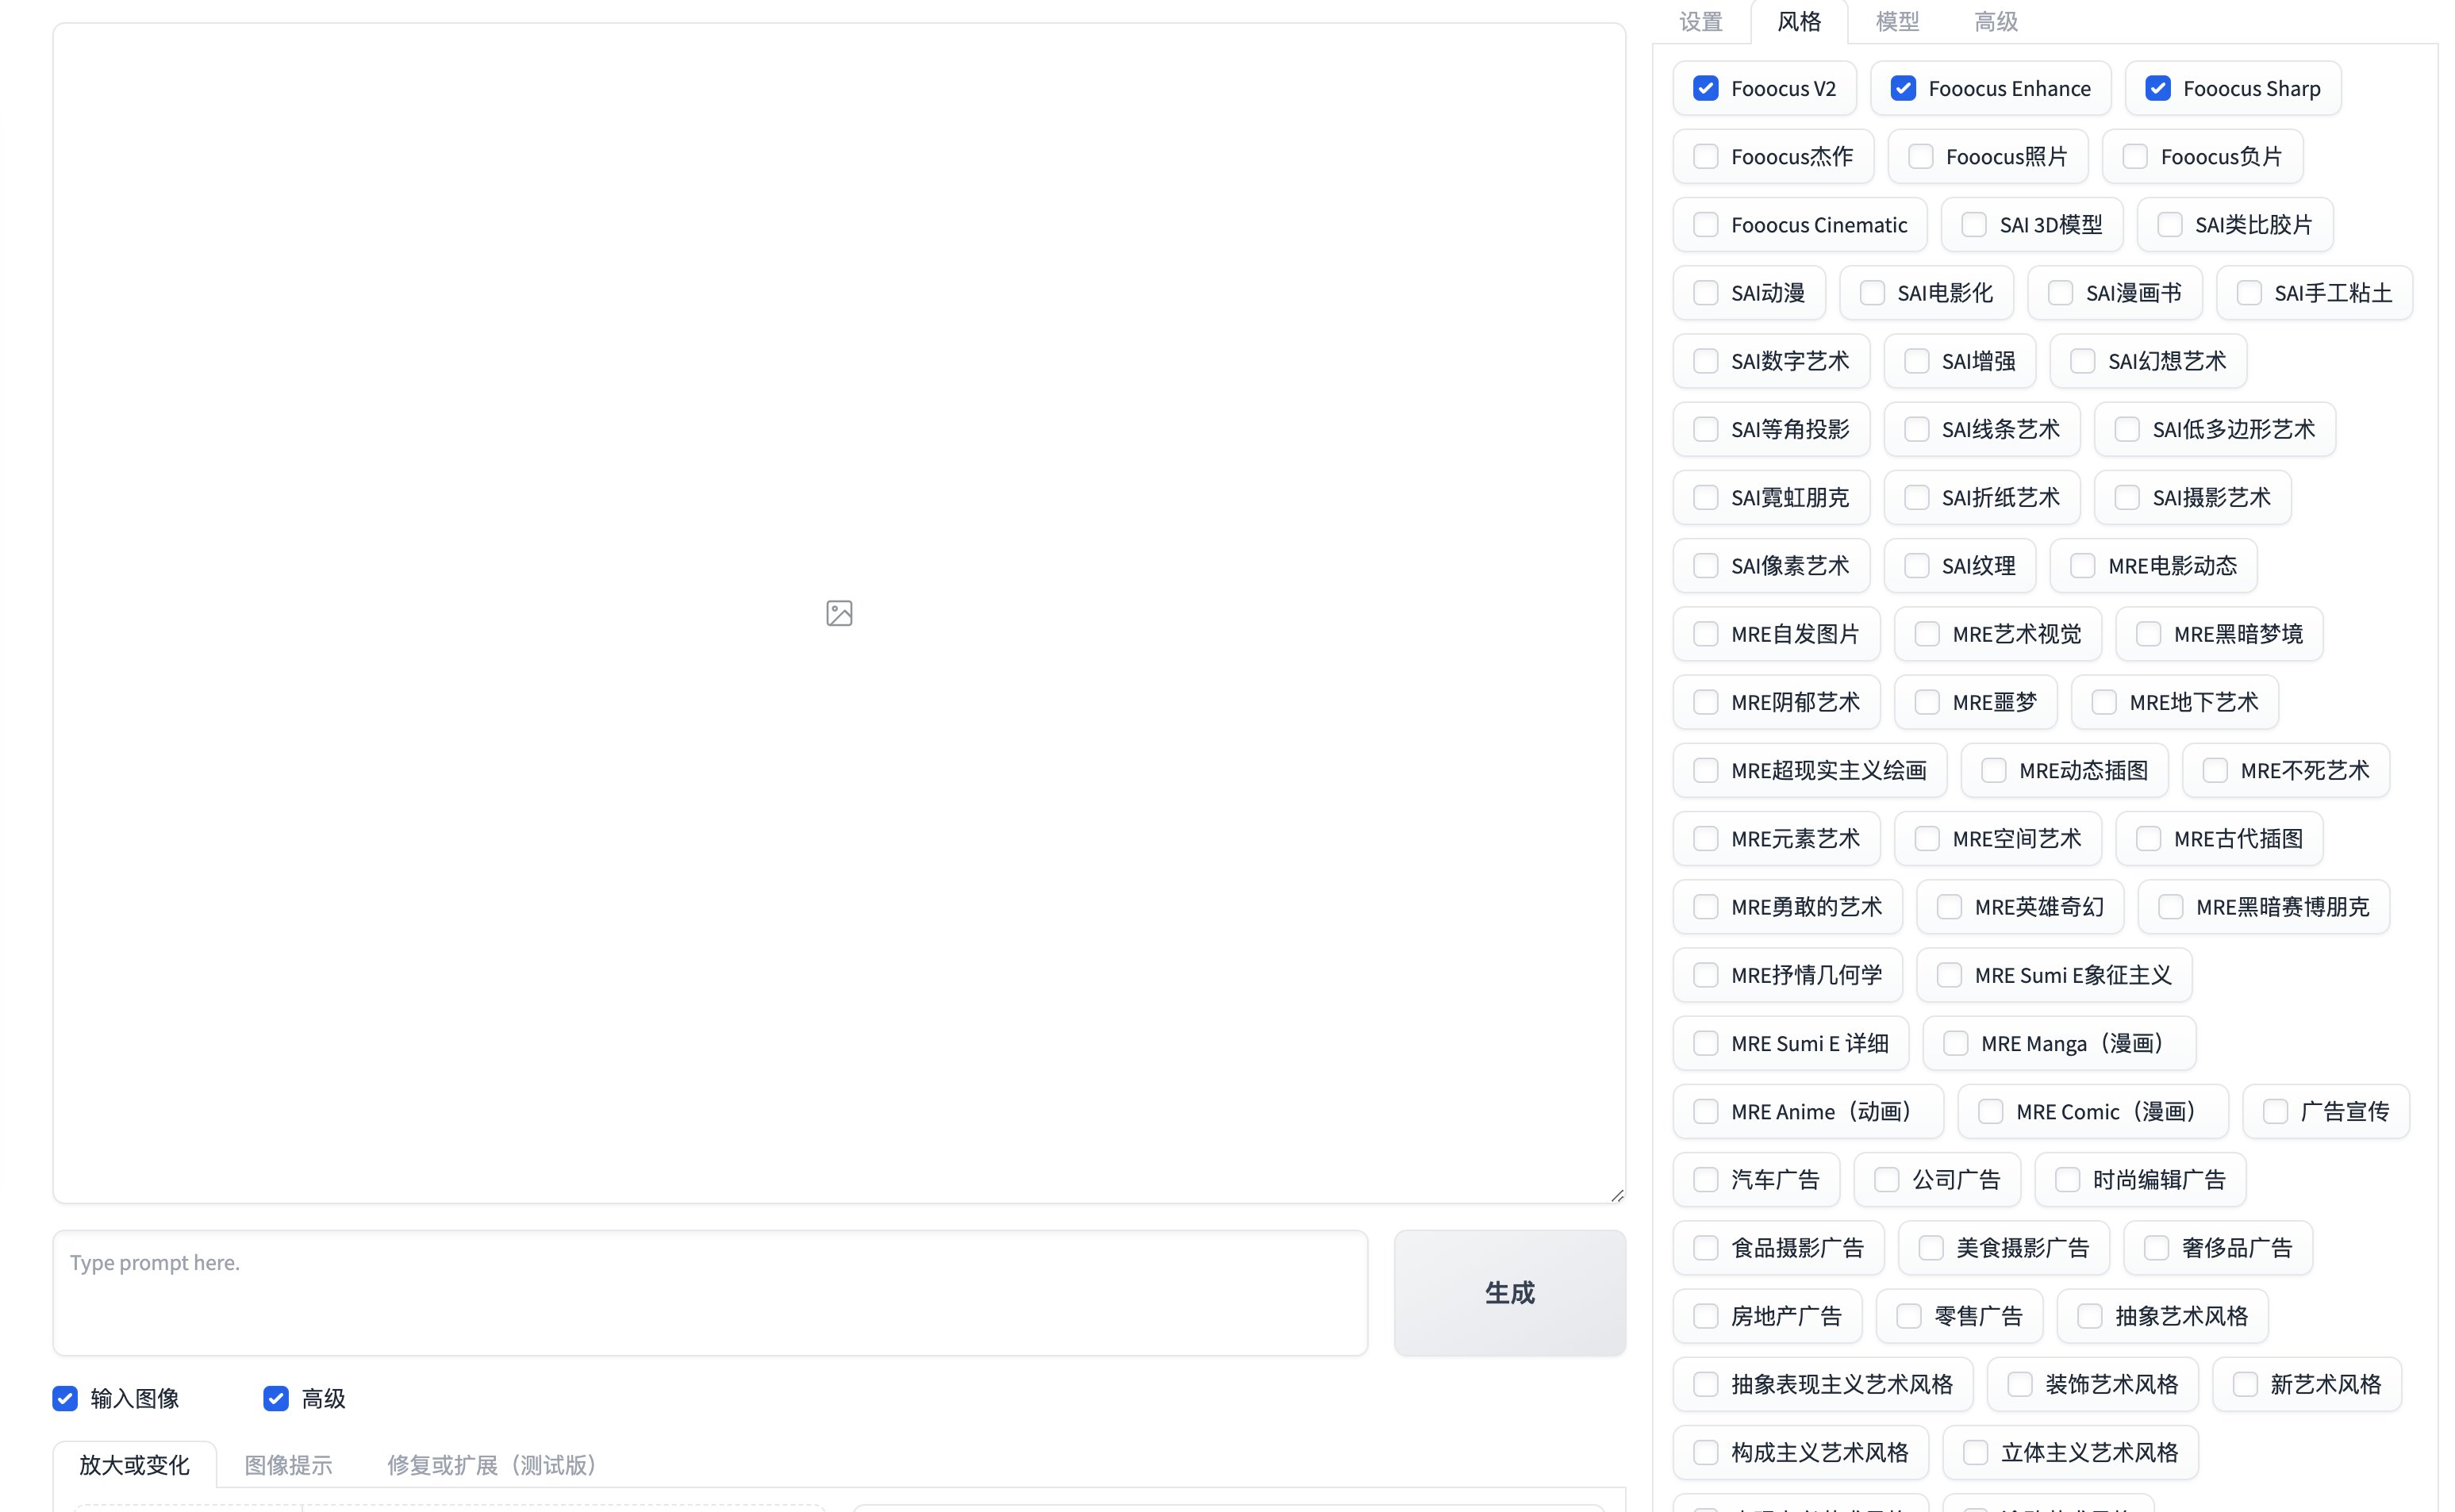 设置 风格 模型 高级
Fooocus V2 Fooocus Enhance Fooocus Sharp
Fooocus杰作 Fooocus照片 Fooocus负片
Fooocus Cinematic SAI 3D模型 SAI类比胶片
SAI动漫 SAI电影化 SAI漫画书 SAI手工粘土
SAI数字艺术 SAI增强 SAI幻想艺术
SAI等角投影 SAI线条艺术 SAI低多边形艺术
SAI霓虹朋克 SAI折纸艺术 SAI摄影艺术
SAI像素艺术 SAI纹理 MRE电影动态
MRE自发图片 MRE艺术视觉 MRE黑暗梦境
MRE阴郁艺术 MRE噩梦 MRE地下艺术
MRE超现实主义绘画 MRE动态插图 MRE不死艺术
MRE元素艺术 MRE空间艺术 MRE古代插图
MRE勇敢的艺术 MRE英雄奇幻 MRE黑暗赛博朋克
MRE抒情几何学 MRE Sumi E象征主义
MRE Sumi E 详细 MRE Manga（漫画）
MRE Anime（动画） MRE Comic（漫画） 广告宣传
汽车广告 公司广告 时尚编辑广告
食品摄影广告 美食摄影广告 奢侈品广告
房地产广告 零售广告 抽象艺术风格
抽象表现主义艺术风格 装饰艺术风格 新艺术风格
构成主义艺术风格 立体主义艺术风格
Type prompt here.
生成
输入图像 高级
放大或变化 图像提示 修复或扩展（测试版）